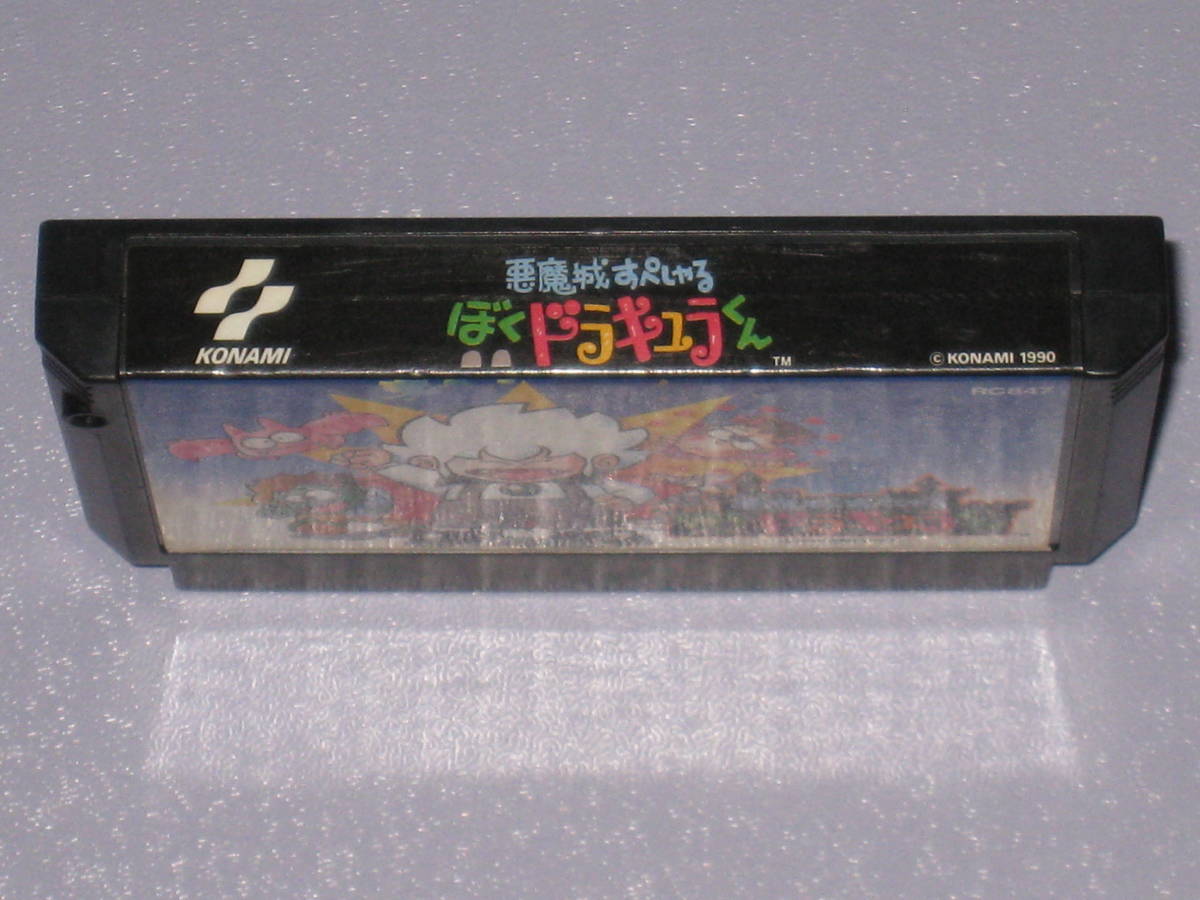 悪魔城すぺしゃる
ぼくドラキュラくん
TM
KONAMI
© KONAMI 1990
RC847